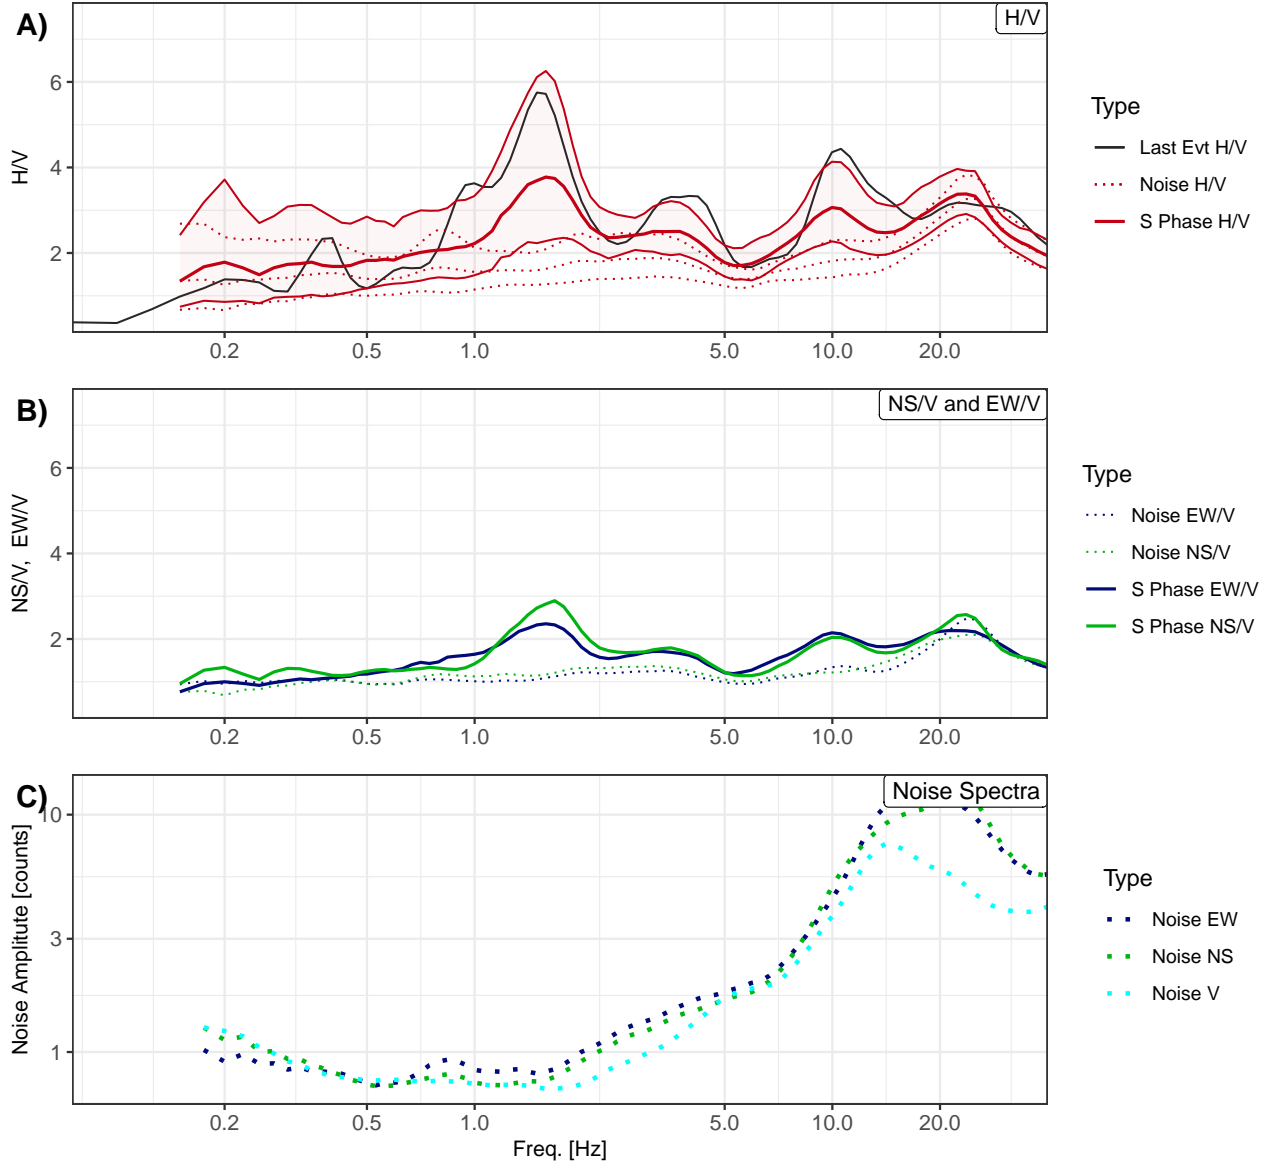 A)
H/V
H/V
6
4
2
0.2 0.5 1.0 5.0 10.0 20.0
Type
Last Evt H/V
Noise H/V
S Phase H/V
B)
NS/V and EW/V
NS/V, EW/V
6
4
2
0.2 0.5 1.0 5.0 10.0 20.0
Type
Noise EW/V
Noise NS/V
S Phase EW/V
S Phase NS/V
C)
Noise Spectra
Noise Amplitude [counts]
10
3
1
0.2 0.5 1.0 5.0 10.0 20.0
Freq. [Hz]
Type
Noise EW
Noise NS
Noise V